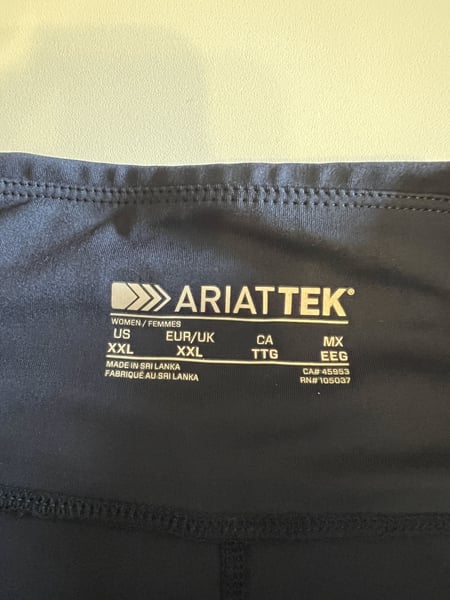 ARIATTEK®
WOMEN / FEMMES
US EUR/UK CA MX
XXL XXL TTG EEG
MADE IN SRI LANKA
FABRIQUÉ AU SRI LANKA
CA# 45953
RN# 105037